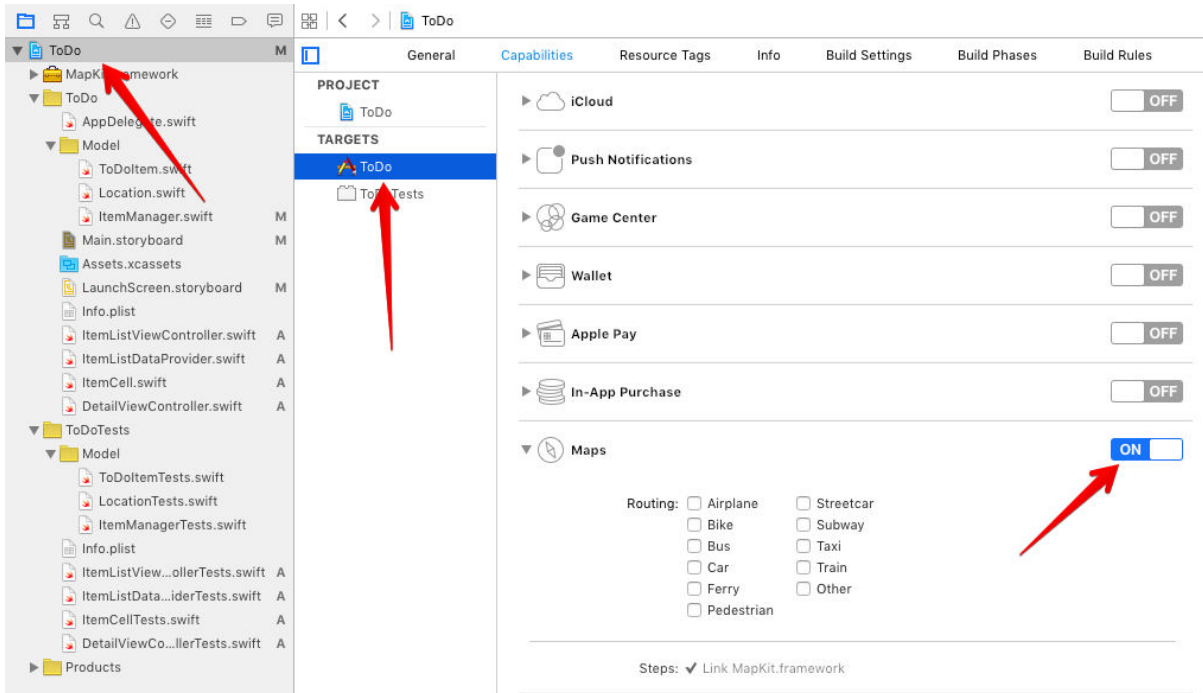 ToDo
ToDo M
MapKit.framework
ToDo
AppDelegate.swift
Model
ToDoItem.swift
Location.swift
ItemManager.swift M
Main.storyboard M
Assets.xcassets
LaunchScreen.storyboard M
Info.plist
ItemListViewController.swift A
ItemListDataProvider.swift A
ItemCell.swift A
DetailViewController.swift A
ToDoTests
Model
ToDoItemTests.swift
LocationTests.swift
ItemManagerTests.swift
Info.plist
ItemListView...ollerTests.swift A
ItemListData...iderTests.swift A
ItemCellTests.swift A
DetailViewCo...llerTests.swift A
Products
General Capabilities Resource Tags Info Build Settings Build Phases Build Rules
PROJECT
ToDo
TARGETS
ToDo
ToDoTests
iCloud OFF
Push Notifications OFF
Game Center OFF
Wallet OFF
Apple Pay OFF
In-App Purchase OFF
Maps ON
Routing: Airplane Streetcar
Bike Subway
Bus Taxi
Car Train
Ferry Other
Pedestrian
Steps: ✓ Link MapKit.framework